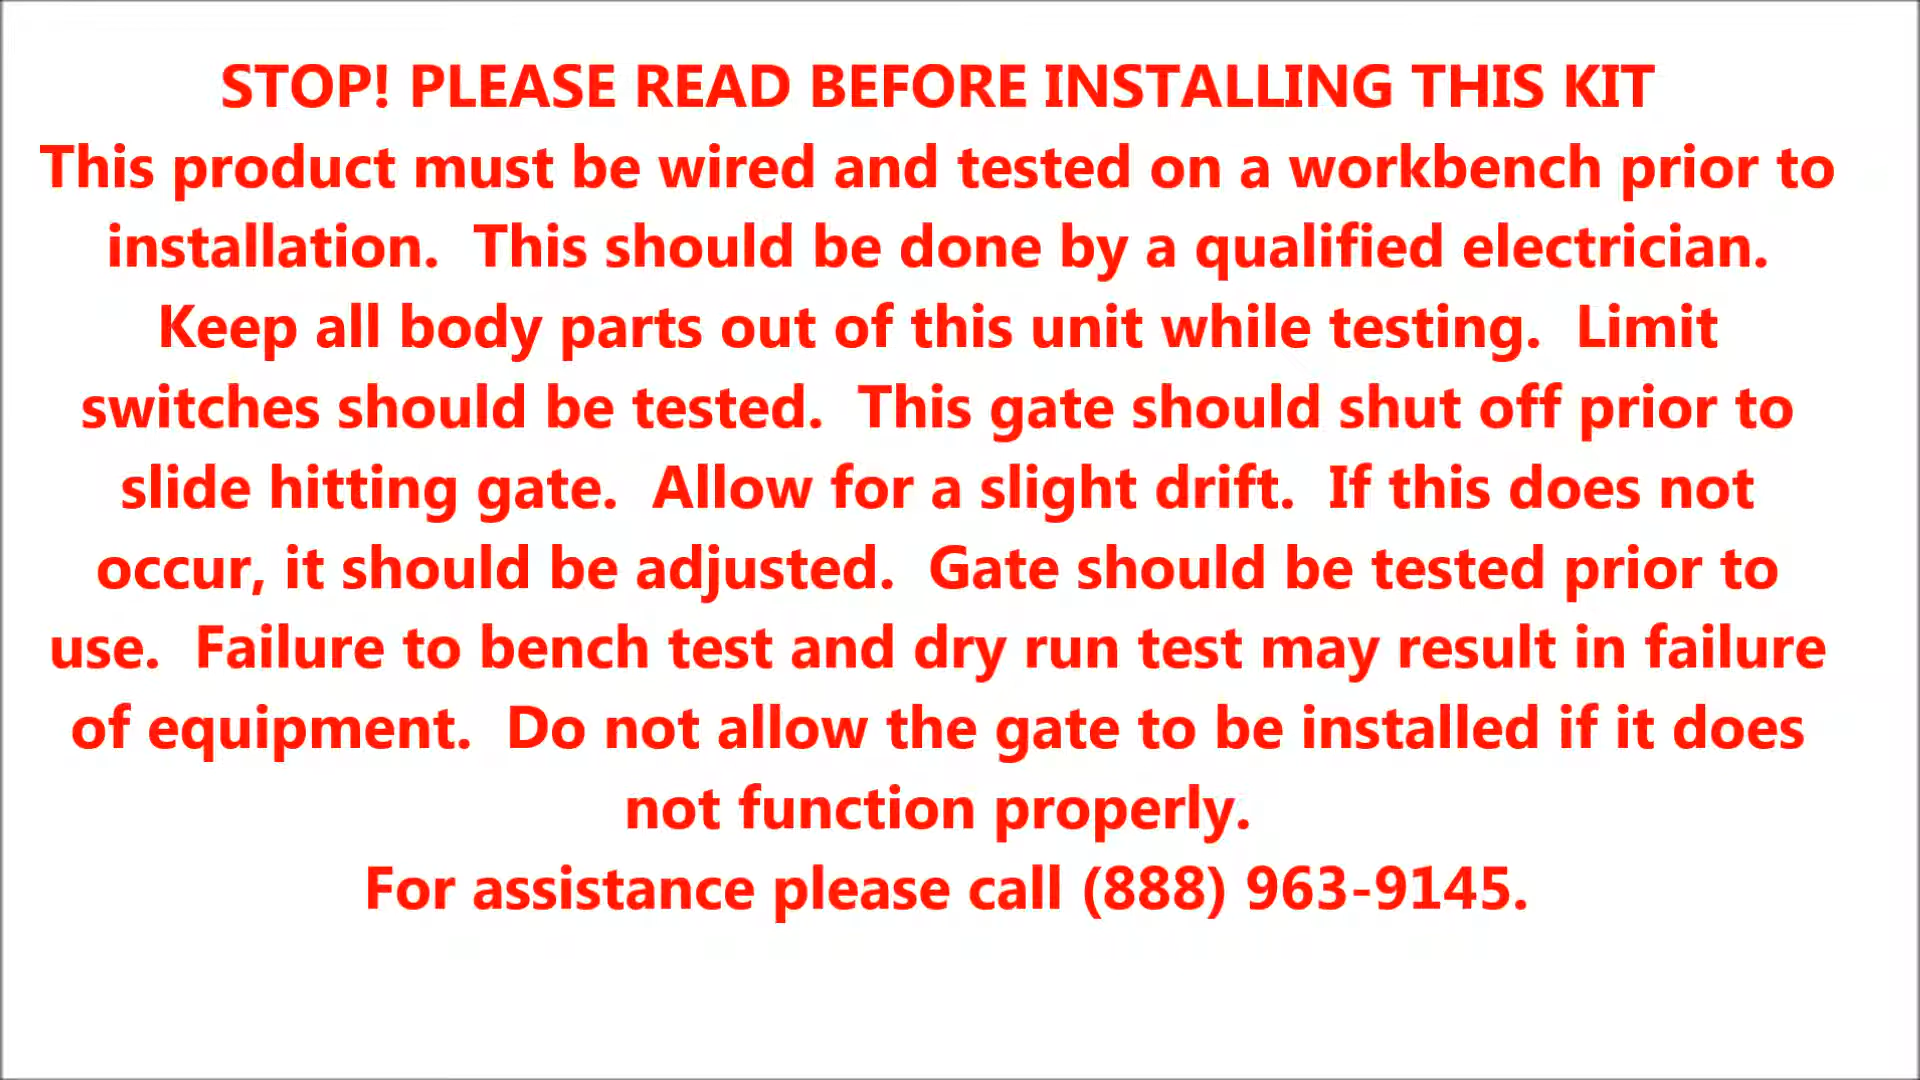 STOP! PLEASE READ BEFORE INSTALLING THIS KIT
This product must be wired and tested on a workbench prior to
installation.  This should be done by a qualified electrician.
Keep all body parts out of this unit while testing.  Limit
switches should be tested.  This gate should shut off prior to
slide hitting gate.  Allow for a slight drift.  If this does not
occur, it should be adjusted.  Gate should be tested prior to
use.  Failure to bench test and dry run test may result in failure
of equipment.  Do not allow the gate to be installed if it does
not function properly.
For assistance please call (888) 963-9145.